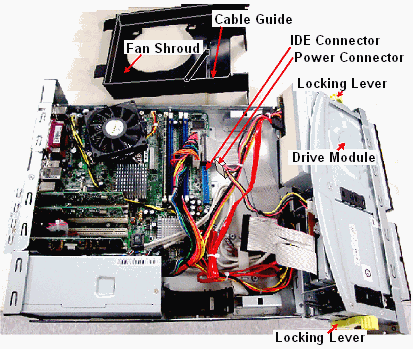 Cable Guide
Fan Shroud
IDE Connector
Power Connector
Locking Lever
Drive Module
Locking Lever